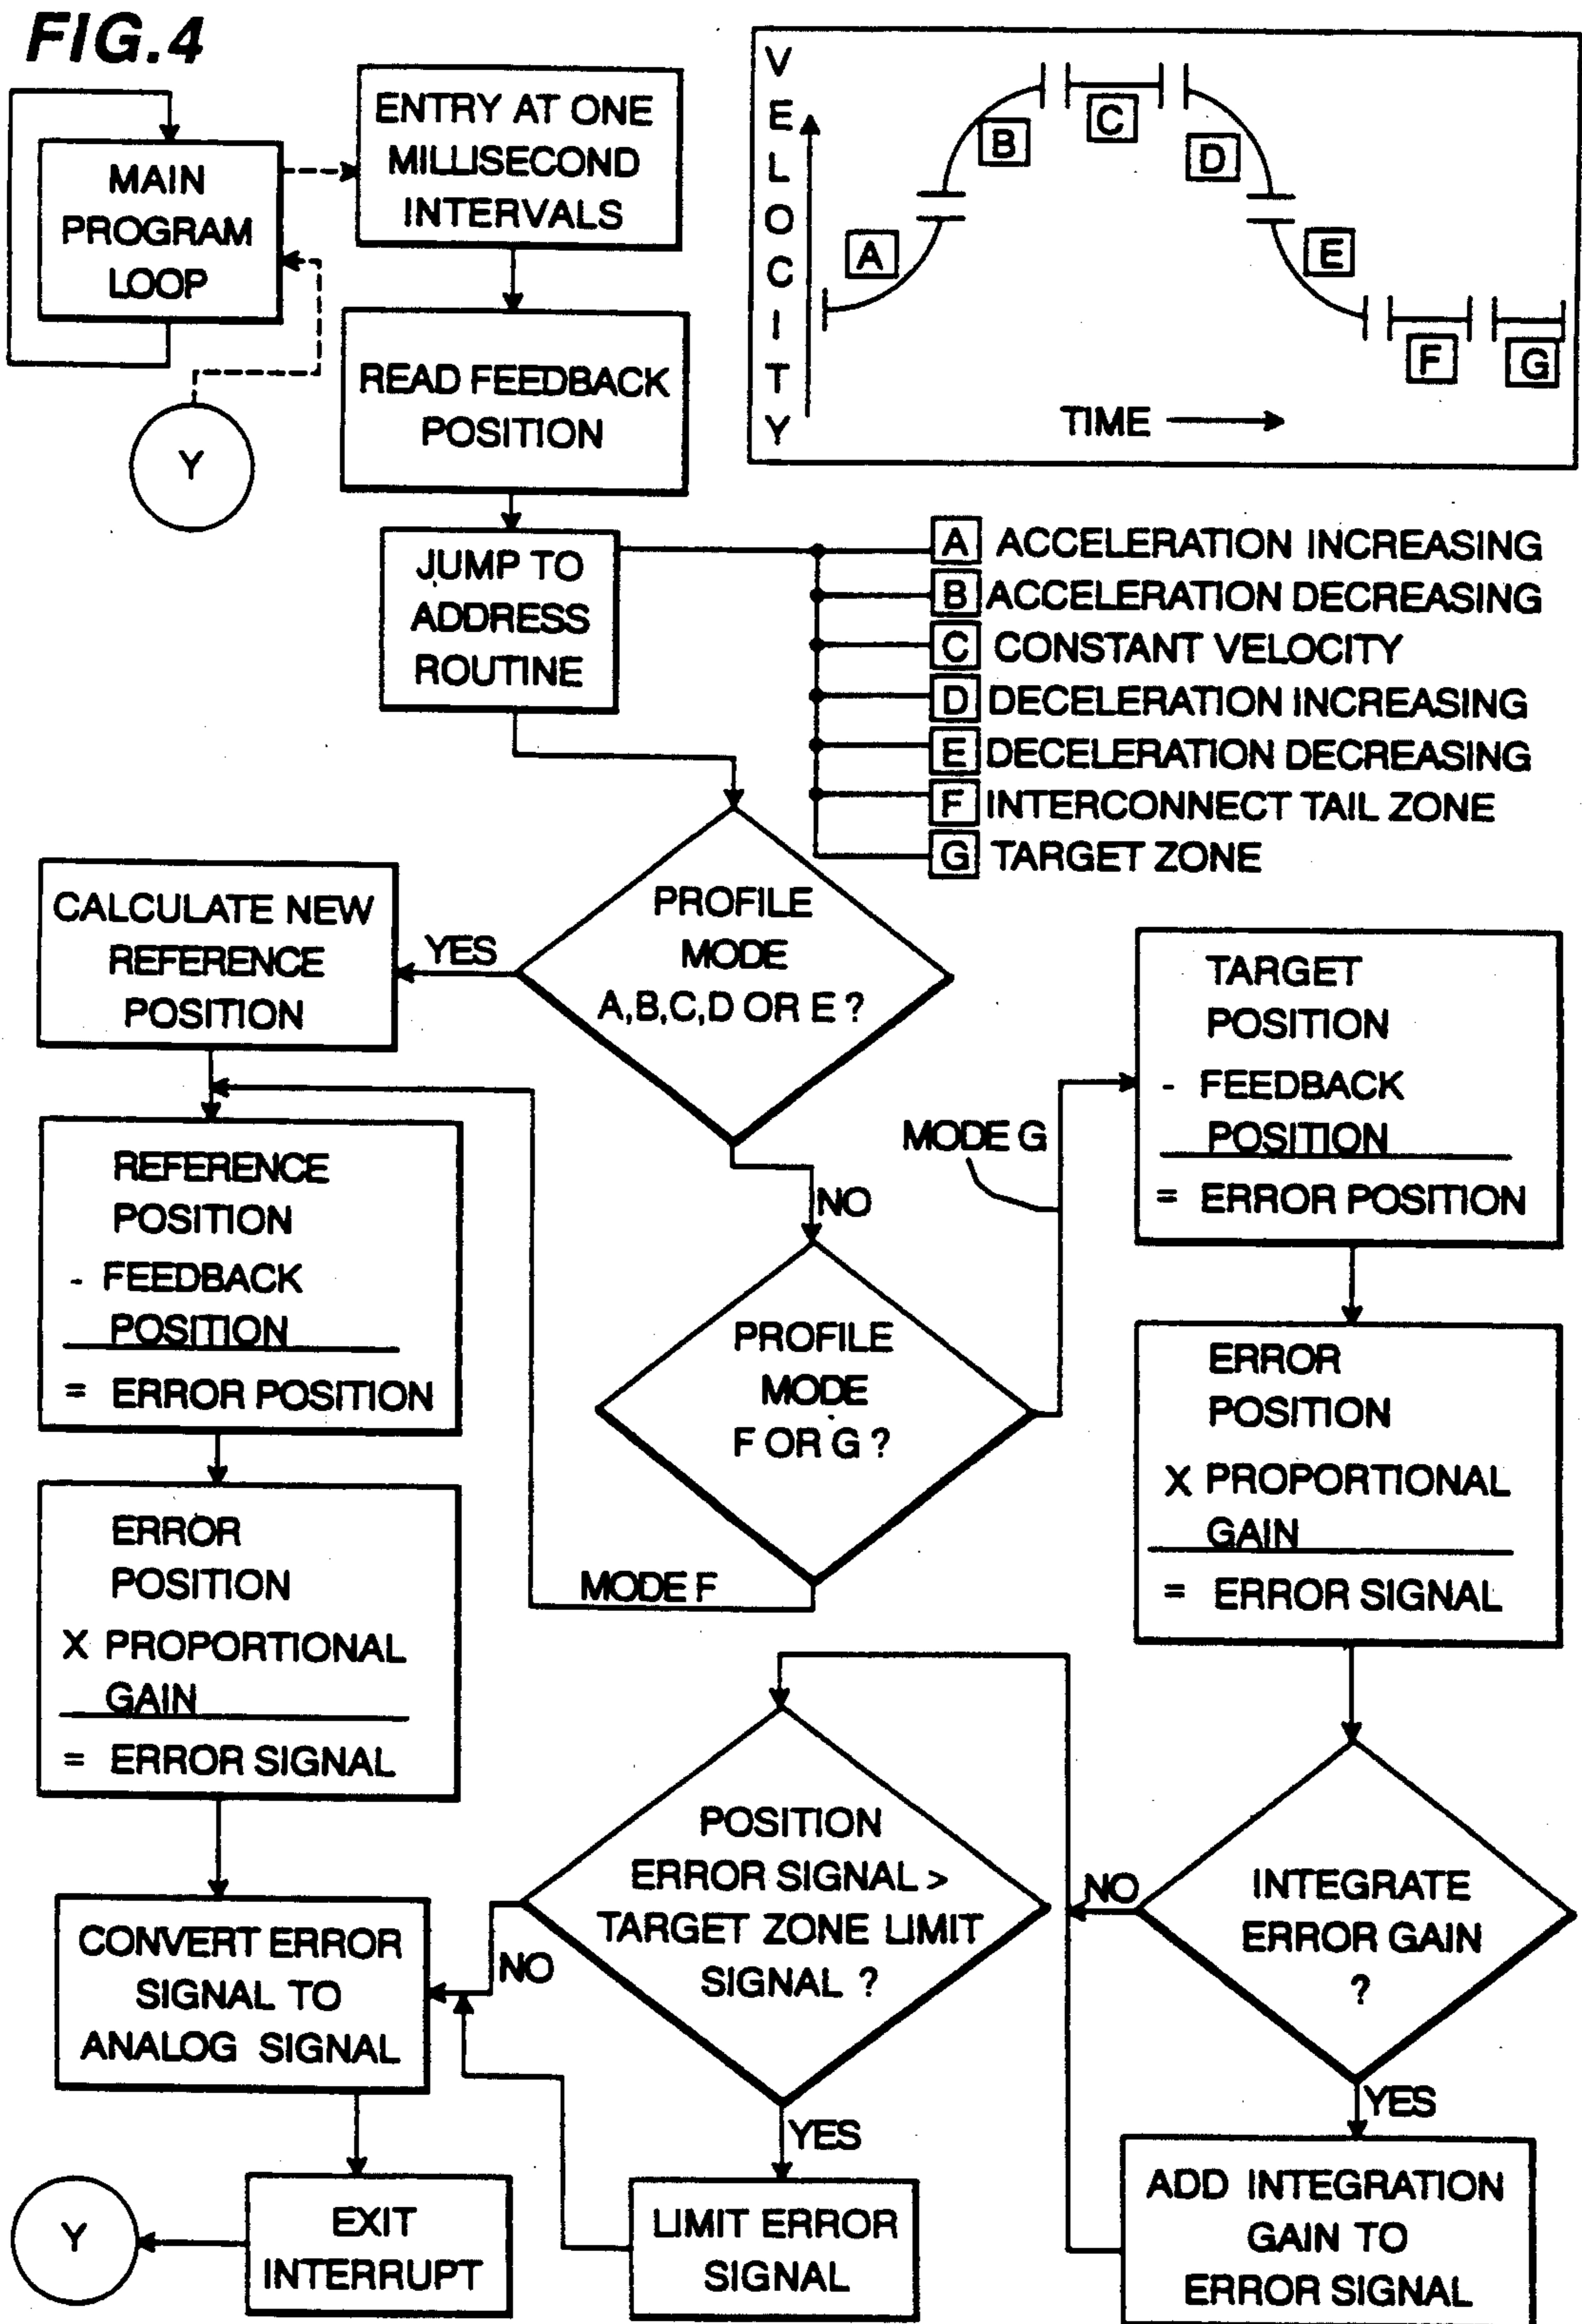 FIG.4
MAIN
PROGRAM
LOOP
Y
ENTRY AT ONE
MILLISECOND
INTERVALS
READ FEEDBACK
POSITION
VELOCITY
A
B
C
D
E
F
G
TIME
JUMP TO
ADDRESS
ROUTINE
A ACCELERATION INCREASING
B ACCELERATION DECREASING
C CONSTANT VELOCITY
D DECELERATION INCREASING
E DECELERATION DECREASING
F INTERCONNECT TAIL ZONE
G TARGET ZONE
PROFILE
MODE
A,B,C,D OR E ?
YES
CALCULATE NEW
REFERENCE
POSITION
REFERENCE
POSITION
- FEEDBACK
POSITION
= ERROR POSITION
ERROR
POSITION
X PROPORTIONAL
GAIN
= ERROR SIGNAL
NO
PROFILE
MODE
F OR G ?
MODE F
MODE G
TARGET
POSITION
- FEEDBACK
POSITION
= ERROR POSITION
ERROR
POSITION
X PROPORTIONAL
GAIN
= ERROR SIGNAL
INTEGRATE
ERROR GAIN
?
NO
YES
ADD INTEGRATION
GAIN TO
ERROR SIGNAL
POSITION
ERROR SIGNAL >
TARGET ZONE LIMIT
SIGNAL ?
NO
YES
LIMIT ERROR
SIGNAL
CONVERT ERROR
SIGNAL TO
ANALOG SIGNAL
EXIT
INTERRUPT
Y